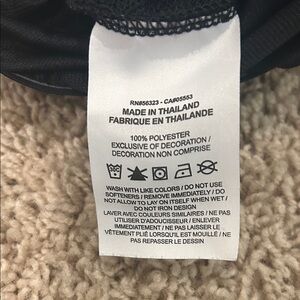 RN#56323 - CA#05553
MADE IN THAILAND
FABRIQUE EN THAILANDE
100% POLYESTER
EXCLUSIVE OF DECORATION /
DECORATION NON COMPRISE
WASH WITH LIKE COLORS / DO NOT USE
SOFTENERS / REMOVE IMMEDIATELY / DO
NOT ALLOW TO LAY ON ITSELF WHEN WET /
DO NOT IRON DESIGN
LAVER AVEC COULEURS SIMILAIRES / NE PAS
UTILISER D'ADOUCISSEUR / ENLEVER
IMMEDIATEMENT / NE LAISSER PAS LE
VÊTEMENT PLIÉ LORSQU'IL EST MOUILLÉ / NE
PAS REPASSER LE DESSIN